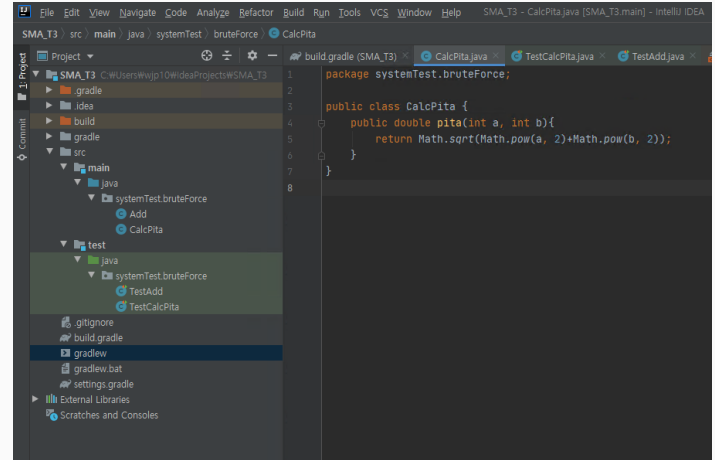 File Edit View Navigate Code Analyze Refactor Build Run Tools VCS Window Help SMA_T3 - CalcPita.java [SMA_T3.main] - IntelliJ IDEA
SMA_T3 〉 src 〉 main 〉 java 〉 systemTest 〉 bruteForce 〉 CalcPita
1: Project
Commit
Project
SMA_T3 C:₩Users₩wjp10₩IdeaProjects₩SMA_T3
.gradle
.idea
build
gradle
src
main
java
systemTest.bruteForce
Add
CalcPita
test
java
systemTest.bruteForce
TestAdd
TestCalcPita
.gitignore
build.gradle
gradlew
gradlew.bat
settings.gradle
External Libraries
Scratches and Consoles
build.gradle (SMA_T3) × CalcPita.java × TestCalcPita.java × TestAdd.java ×
1 package systemTest.bruteForce;
2
3 public class CalcPita {
4 public double pita(int a, int b){
5 return Math.sqrt(Math.pow(a, 2)+Math.pow(b, 2));
6 }
7 }
8